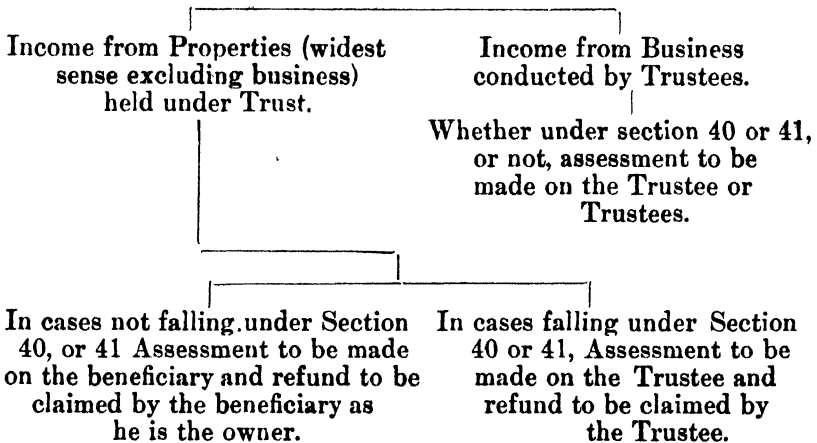 Income from Properties (widest
sense excluding business)
held under Trust.
Income from Business
conducted by Trustees.
Whether under section 40 or 41,
or not, assessment to be
made on the Trustee or
Trustees.
In cases not falling.under Section
40, or 41 Assessment to be made
on the beneficiary and refund to be
claimed by the beneficiary as
he is the owner.
In cases falling under Section
40 or 41, Assessment to be
made on the Trustee and
refund to be claimed by
the Trustee.